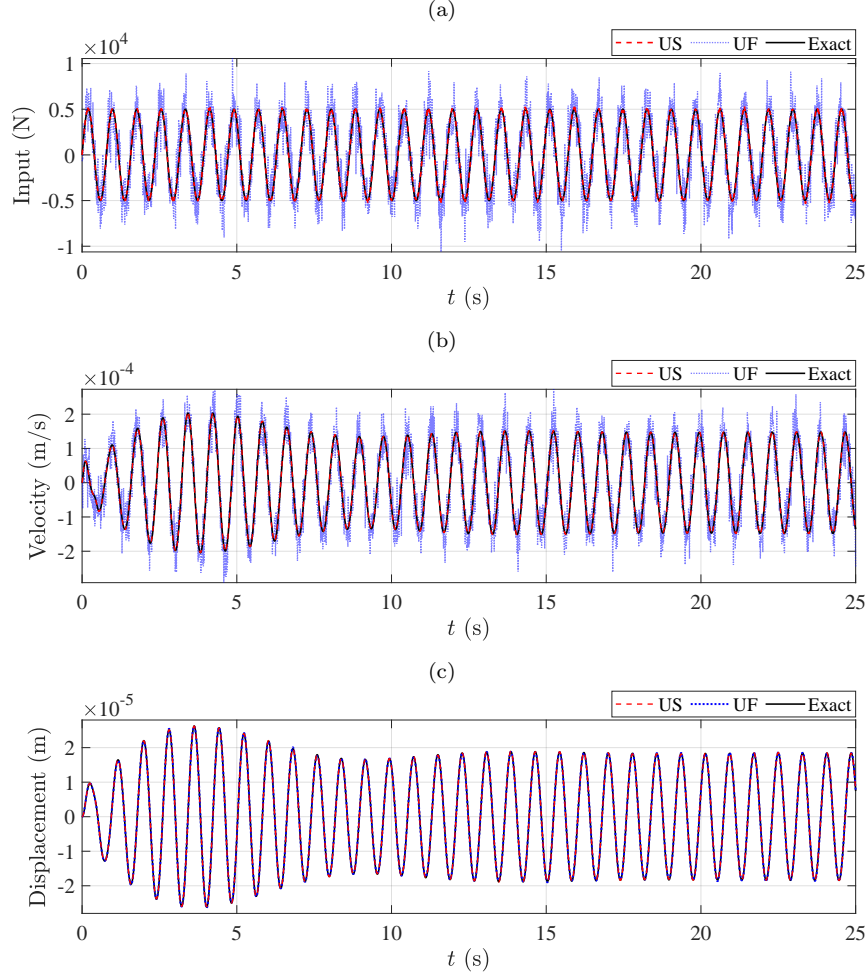 (a)
×10⁴
US UF Exact
Input (N)
1
0.5
0
-0.5
-1
0 5 10 15 20 25
t (s)
(b)
×10⁻⁴
US UF Exact
Velocity (m/s)
2
1
0
-1
-2
0 5 10 15 20 25
t (s)
(c)
×10⁻⁵
US UF Exact
Displacement (m)
2
1
0
-1
-2
0 5 10 15 20 25
t (s)